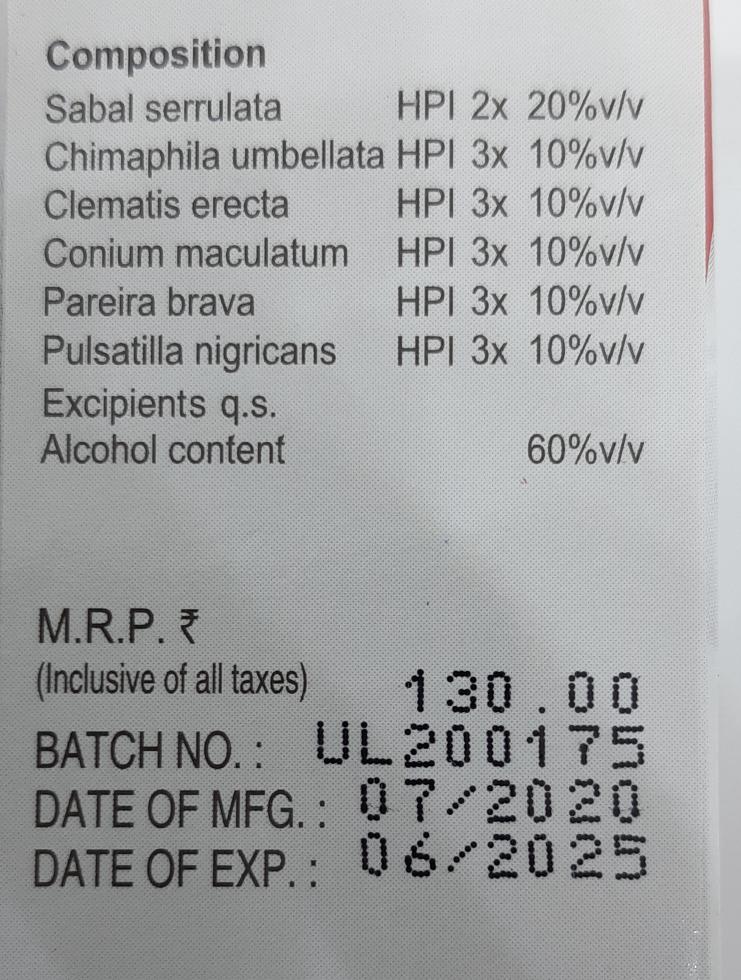 Composition
Sabal serrulata HPI 2x 20%v/v
Chimaphila umbellata HPI 3x 10%v/v
Clematis erecta HPI 3x 10%v/v
Conium maculatum HPI 3x 10%v/v
Pareira brava HPI 3x 10%v/v
Pulsatilla nigricans HPI 3x 10%v/v
Excipients q.s.
Alcohol content 60%v/v
M.R.P. ₹
(Inclusive of all taxes) 130.00
BATCH NO. : UL200175
DATE OF MFG. : 07/2020
DATE OF EXP. : 06/2025